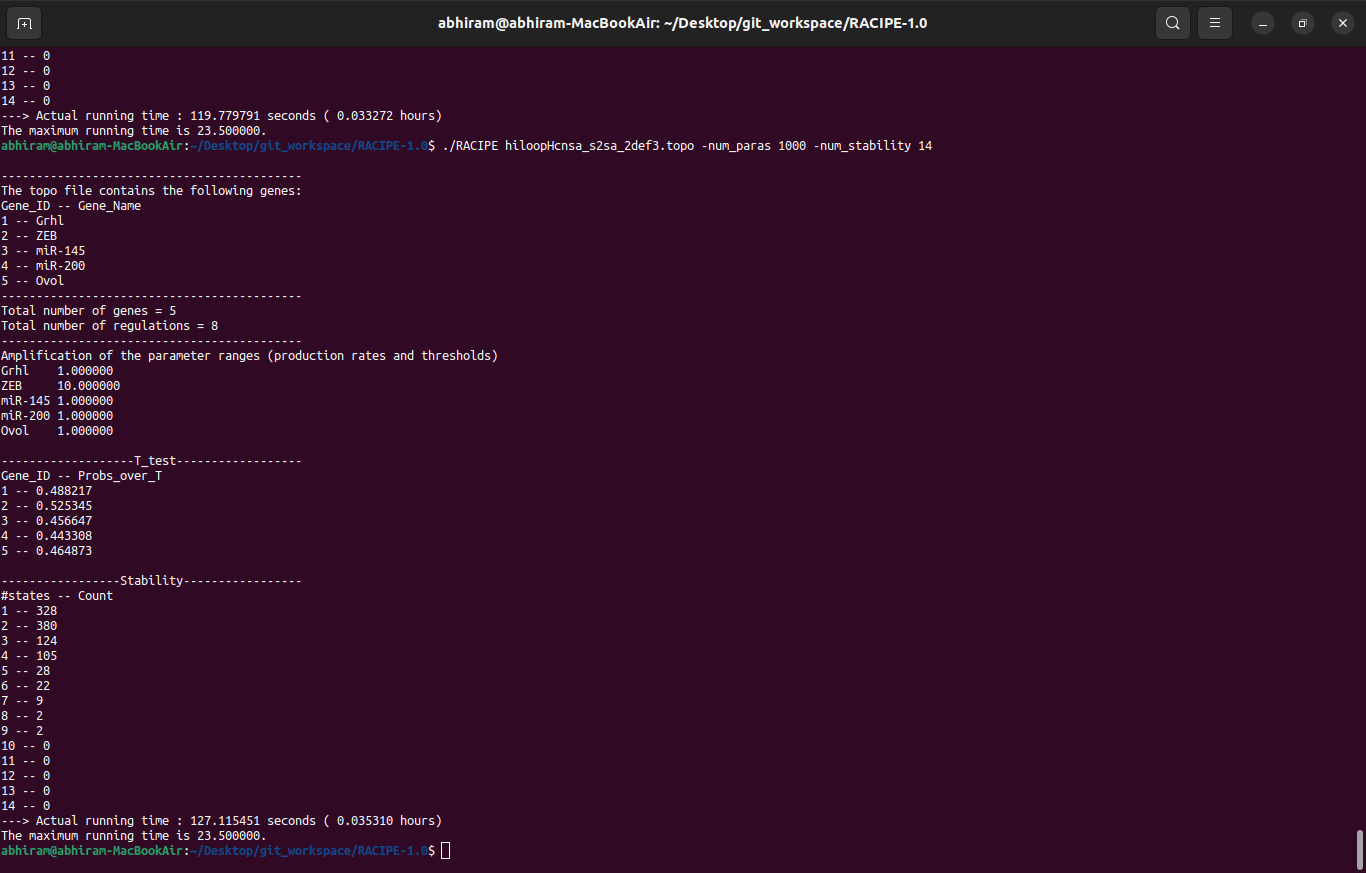 abhiram@abhiram-MacBookAir: ~/Desktop/git_workspace/RACIPE-1.0
11 -- 0
12 -- 0
13 -- 0
14 -- 0
---> Actual running time : 119.779791 seconds ( 0.033272 hours)
The maximum running time is 23.500000.
abhiram@abhiram-MacBookAir:~/Desktop/git_workspace/RACIPE-1.0$ ./RACIPE hiloopHcnsa_s2sa_2def3.topo -num_paras 1000 -num_stability 14
-------------------------------------------
The topo file contains the following genes:
Gene_ID -- Gene_Name
1 -- Grhl
2 -- ZEB
3 -- miR-145
4 -- miR-200
5 -- Ovol
-------------------------------------------
Total number of genes = 5
Total number of regulations = 8
-------------------------------------------
Amplification of the parameter ranges (production rates and thresholds)
Grhl    1.000000
ZEB     10.000000
miR-145 1.000000
miR-200 1.000000
Ovol    1.000000
-------------------T_test------------------
Gene_ID -- Probs_over_T
1 -- 0.488217
2 -- 0.525345
3 -- 0.456647
4 -- 0.443308
5 -- 0.464873
-----------------Stability-----------------
#states -- Count
1 -- 328
2 -- 380
3 -- 124
4 -- 105
5 -- 28
6 -- 22
7 -- 9
8 -- 2
9 -- 2
10 -- 0
11 -- 0
12 -- 0
13 -- 0
14 -- 0
---> Actual running time : 127.115451 seconds ( 0.035310 hours)
The maximum running time is 23.500000.
abhiram@abhiram-MacBookAir:~/Desktop/git_workspace/RACIPE-1.0$